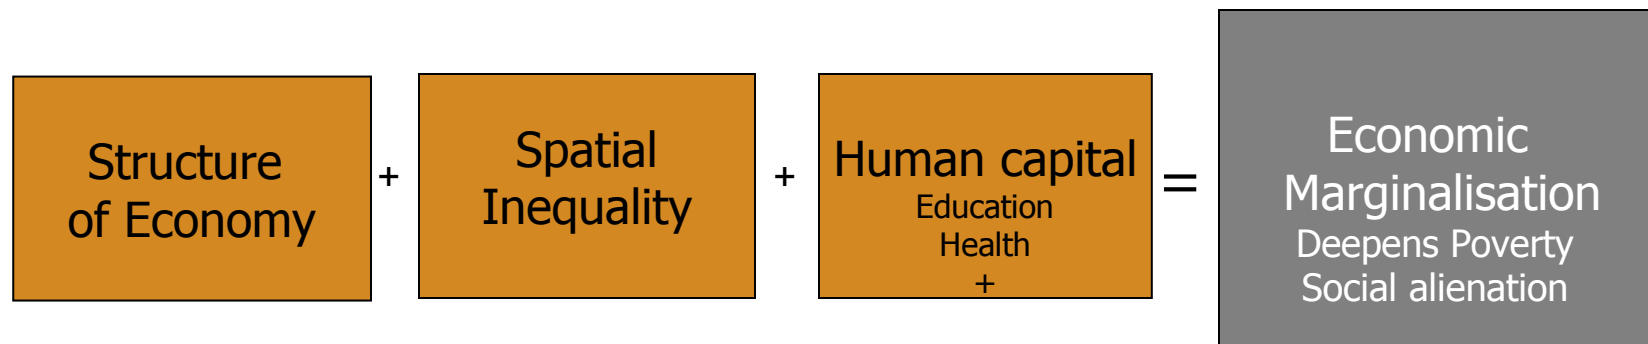 Structure
of Economy
+
Spatial
Inequality
+
Human capital
Education
Health
+
=
Economic
Marginalisation
Deepens Poverty
Social alienation